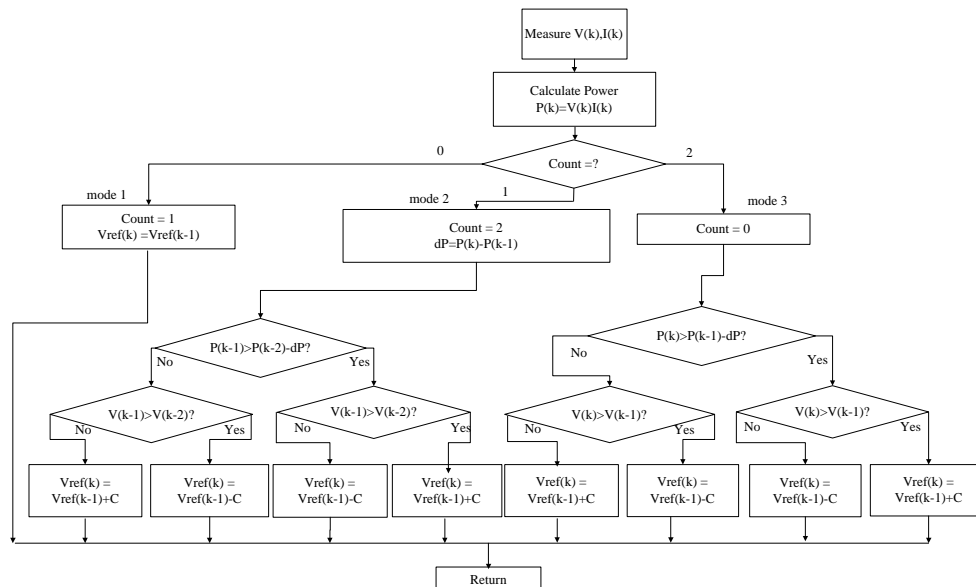 Measure V(k),I(k)
Calculate Power
P(k)=V(k)I(k)
Count =?
0
1
2
mode 1
Count = 1
Vref(k) =Vref(k-1)
mode 2
Count = 2
dP=P(k)-P(k-1)
mode 3
Count = 0
P(k-1)>P(k-2)-dP?
No
Yes
P(k)>P(k-1)-dP?
No
Yes
V(k-1)>V(k-2)?
No
Yes
V(k-1)>V(k-2)?
No
Yes
V(k)>V(k-1)?
No
Yes
V(k)>V(k-1)?
No
Yes
Vref(k) =
Vref(k-1)+C
Vref(k) =
Vref(k-1)-C
Vref(k) =
Vref(k-1)-C
Vref(k) =
Vref(k-1)+C
Vref(k) =
Vref(k-1)+C
Vref(k) =
Vref(k-1)-C
Vref(k) =
Vref(k-1)-C
Vref(k) =
Vref(k-1)+C
Return